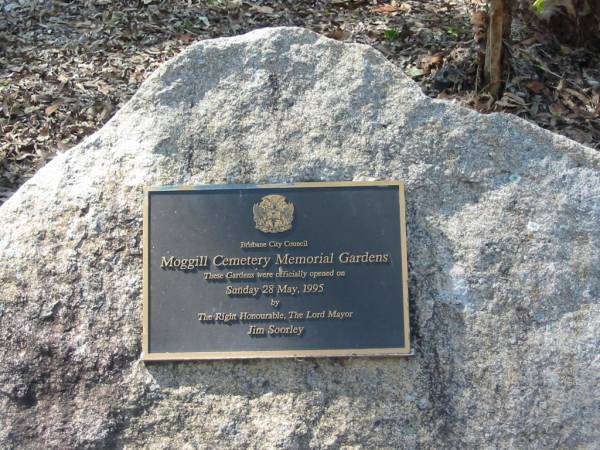 Brisbane City Council
Moggill Cemetery Memorial Gardens
These Gardens were officially opened on
Sunday 28 May, 1995
by
The Right Honourable, The Lord Mayor
Jim Soorley